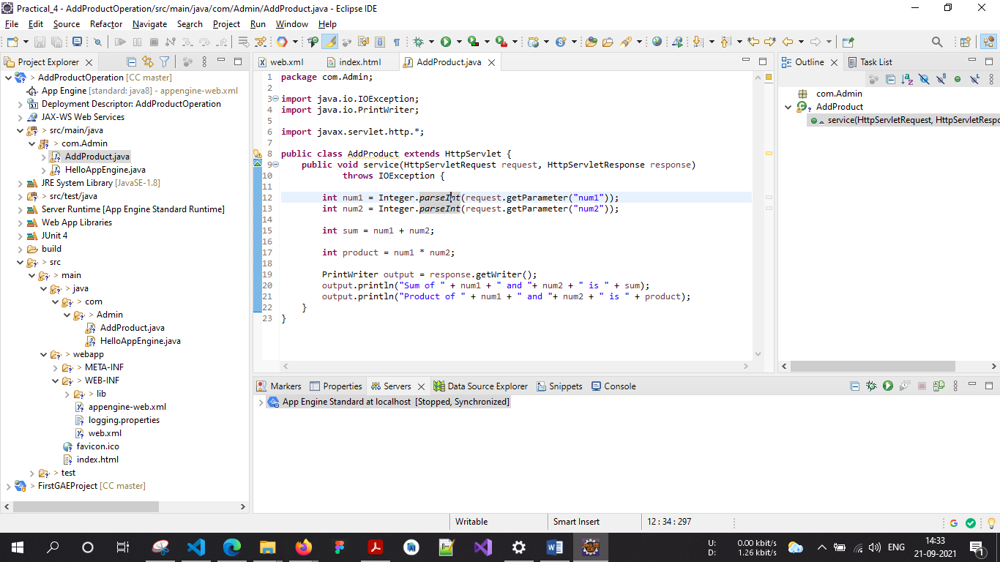 Practical_4 - AddProductOperation/src/main/java/com/Admin/AddProduct.java - Eclipse IDE
File Edit Source Refactor Navigate Search Project Run Window Help
Project Explorer
AddProductOperation [CC master]
App Engine [standard: java8] - appengine-web.xml
Deployment Descriptor: AddProductOperation
JAX-WS Web Services
> src/main/java
> com.Admin
AddProduct.java
HelloAppEngine.java
JRE System Library [JavaSE-1.8]
> src/test/java
Server Runtime [App Engine Standard Runtime]
Web App Libraries
JUnit 4
build
> src
> main
> java
> com
> Admin
AddProduct.java
HelloAppEngine.java
> webapp
> META-INF
> WEB-INF
> lib
appengine-web.xml
logging.properties
web.xml
favicon.ico
index.html
> test
> FirstGAEProject [CC master]
web.xml index.html AddProduct.java
1 package com.Admin;
2
3 import java.io.IOException;
4 import java.io.PrintWriter;
5
6 import javax.servlet.http.*;
7
8 public class AddProduct extends HttpServlet {
9 public void service(HttpServletRequest request, HttpServletResponse response)
10 throws IOException {
11
12 int num1 = Integer.parseInt(request.getParameter("num1"));
13 int num2 = Integer.parseInt(request.getParameter("num2"));
14
15 int sum = num1 + num2;
16
17 int product = num1 * num2;
18
19 PrintWriter output = response.getWriter();
20 output.println("Sum of " + num1 + " and "+ num2 + " is " + sum);
21 output.println("Product of " + num1 + " and "+ num2 + " is " + product);
22 }
23 }
Outline Task List
com.Admin
AddProduct
service(HttpServletRequest, HttpServletRespo
Markers Properties Servers Data Source Explorer Snippets Console
App Engine Standard at localhost [Stopped, Synchronized]
Writable Smart Insert 12 : 34 : 297
U: 0.00 kbit/s
D: 1.26 kbit/s
ENG
14:33
21-09-2021
1